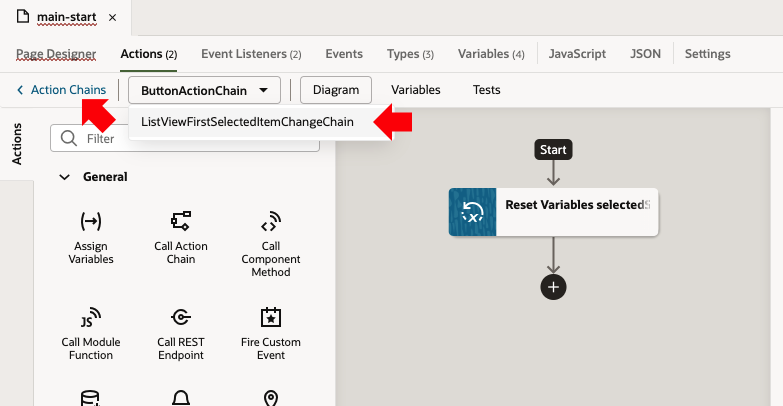 main-start
Page Designer Actions (2) Event Listeners (2) Events Types (3) Variables (4) JavaScript JSON Settings
Action Chains ButtonActionChain Diagram Variables Tests
ListViewFirstSelectedItemChangeChain
Actions
Filter
General
Assign
Variables
Call Action
Chain
Call
Component
Method
Call Module
Function
Call REST
Endpoint
Fire Custom
Event
Start
Reset Variables selectedS